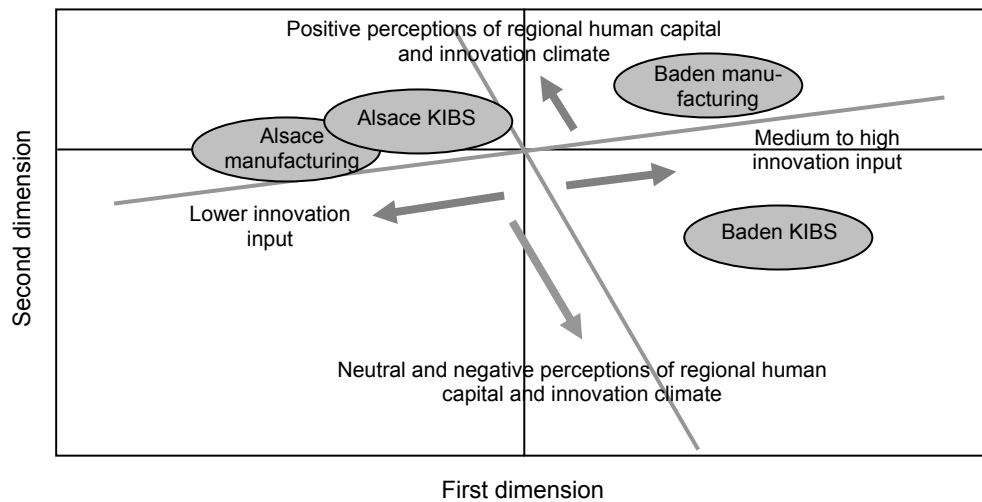 Positive perceptions of regional human capital
and innovation climate
Baden manu-
facturing
Alsace KIBS
Alsace
manufacturing
Medium to high
innovation input
Lower innovation
input
Baden KIBS
Second dimension
Neutral and negative perceptions of regional human
capital and innovation climate
First dimension